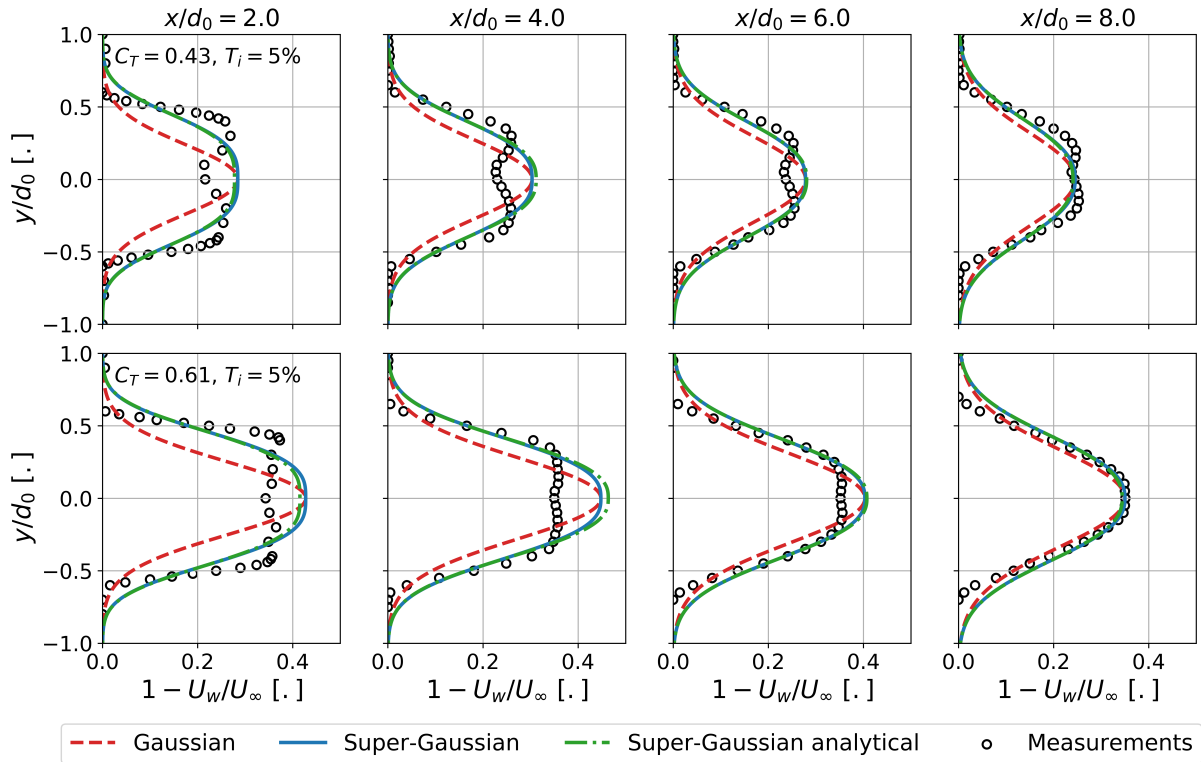 x/d₀ = 2.0 x/d₀ = 4.0 x/d₀ = 6.0 x/d₀ = 8.0
1.0
C_T = 0.43, T_i = 5%
0.5
y/d₀ [.]
0.0
−0.5
−1.0
1.0
C_T = 0.61, T_i = 5%
0.5
y/d₀ [.]
0.0
−0.5
−1.0
0.0 0.2 0.4 0.0 0.2 0.4 0.0 0.2 0.4 0.0 0.2 0.4
1 − U_w/U_∞ [.] 1 − U_w/U_∞ [.] 1 − U_w/U_∞ [.] 1 − U_w/U_∞ [.]
Gaussian Super-Gaussian Super-Gaussian analytical Measurements